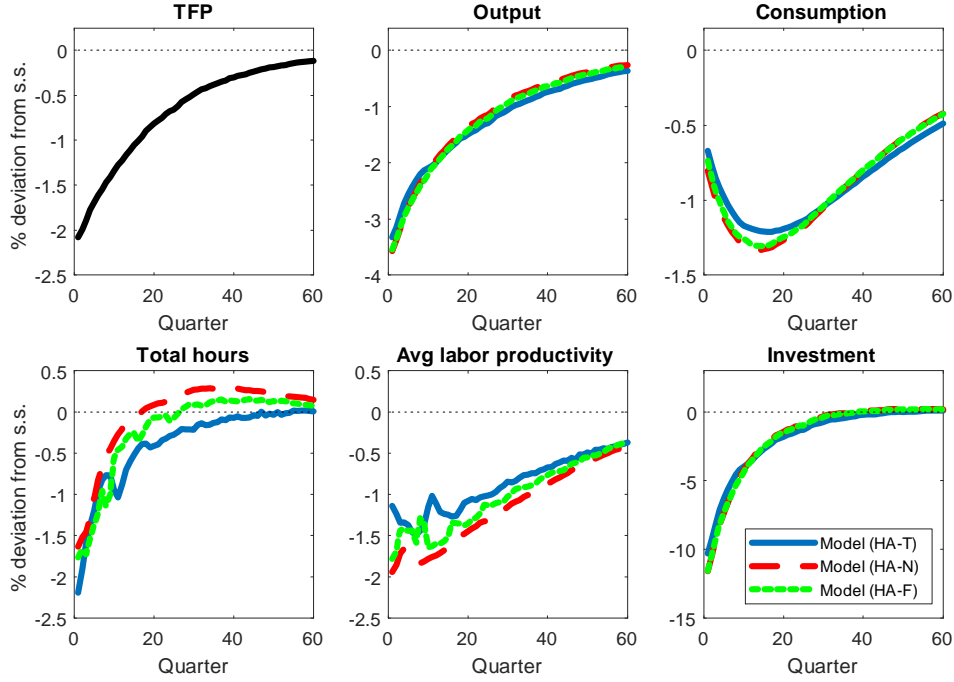 TFP
Output
Consumption
% deviation from s.s.
0
-0.5
-1
-1.5
-2
-2.5
0 20 40 60
Quarter
0
-1
-2
-3
-4
0 20 40 60
Quarter
0
-0.5
-1
-1.5
0 20 40 60
Quarter
Total hours
Avg labor productivity
Investment
% deviation from s.s.
0.5
0
-0.5
-1
-1.5
-2
-2.5
0 20 40 60
Quarter
0.5
0
-0.5
-1
-1.5
-2
-2.5
0 20 40 60
Quarter
0
-5
-10
-15
0 20 40 60
Quarter
Model (HA-T)
Model (HA-N)
Model (HA-F)